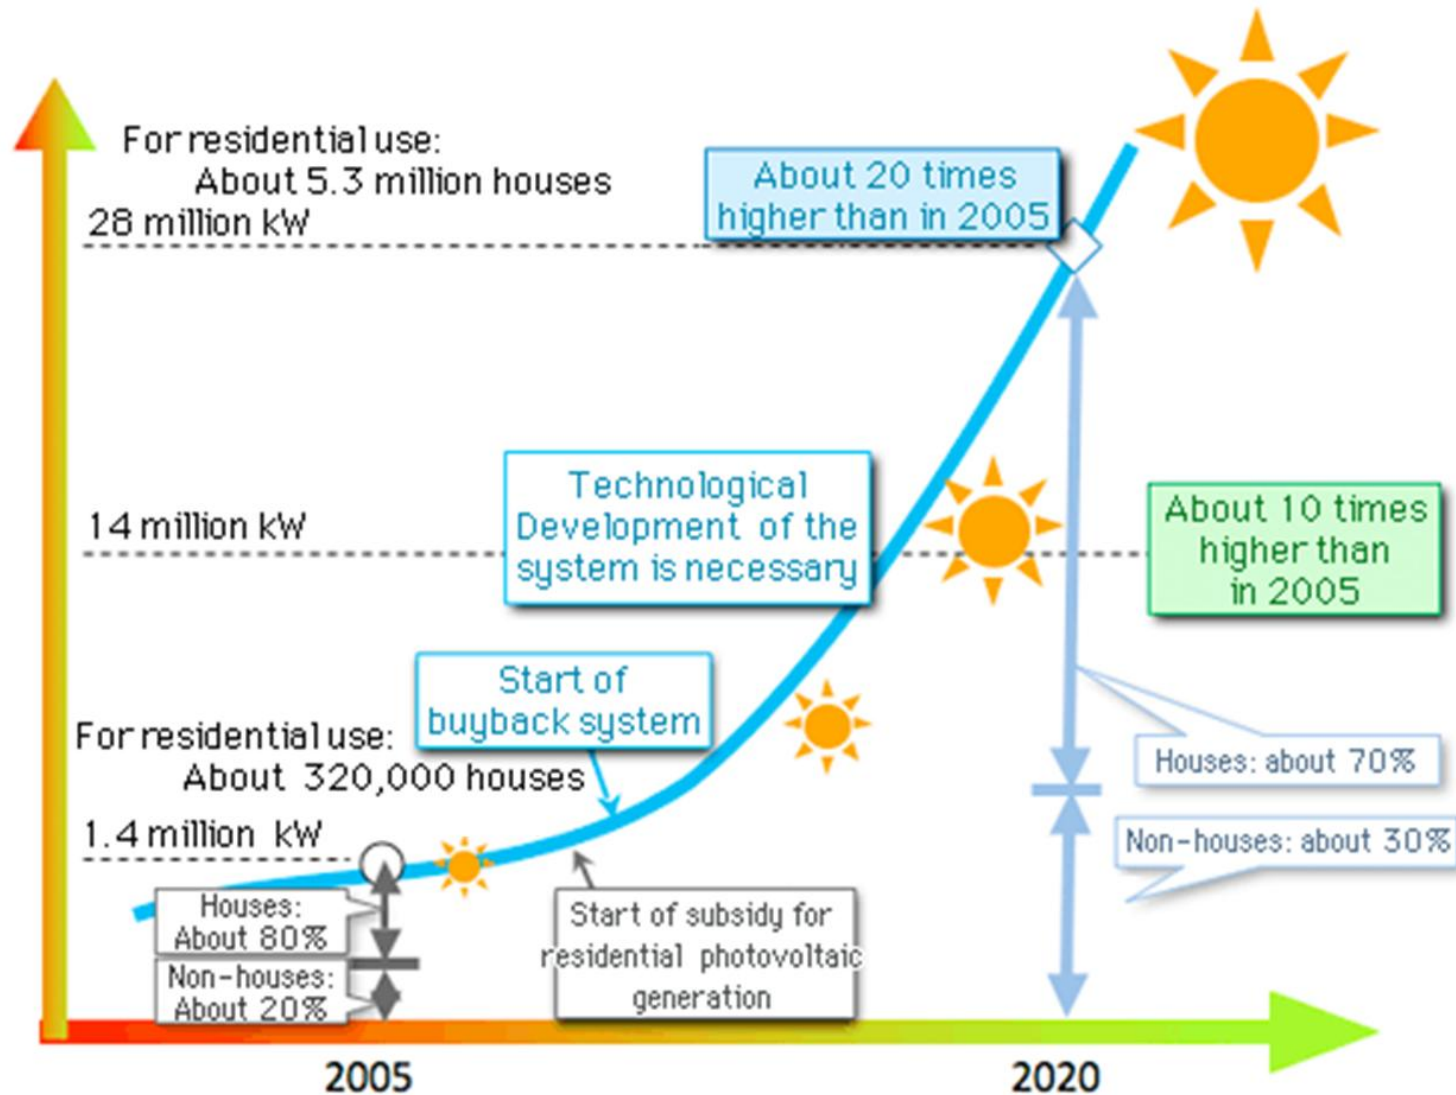 For residential use:
About 5.3 million houses
28 million kW
About 20 times
higher than in 2005
14 million kW
Technological
Development of the
system is necessary
About 10 times
higher than
in 2005
Start of
buyback system
For residential use:
About 320,000 houses
1.4 million kW
Houses: about 70%
Non-houses: about 30%
Houses:
About 80%
Non-houses:
About 20%
Start of subsidy for
residential photovoltaic
generation
2005
2020